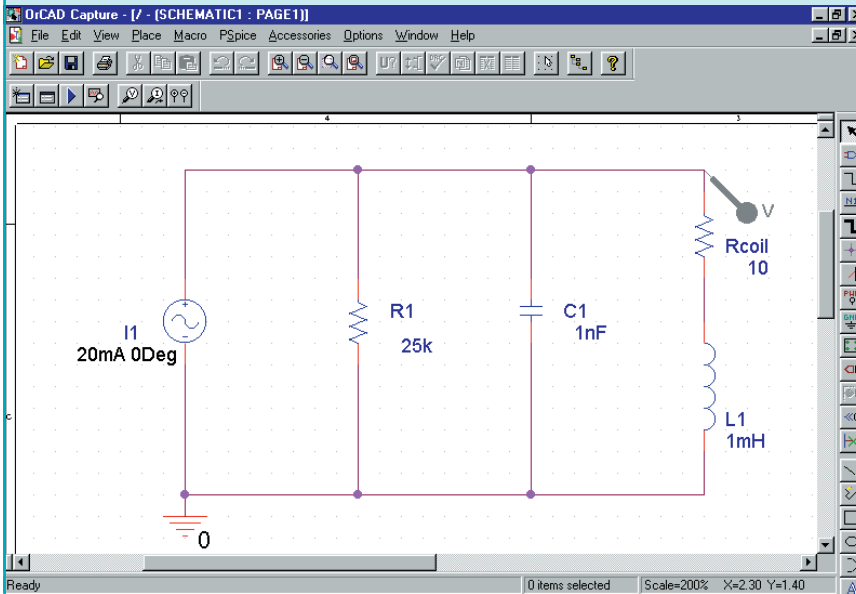 OrCAD Capture - [/ - (SCHEMATIC1 : PAGE1)]
File Edit View Place Macro PSpice Accessories Options Window Help
U?
4
3
V
Rcoil
10
I1
20mA 0Deg
R1
25k
C1
1nF
L1
1mH
C
0
N1
Ready
0 items selected
Scale=200%
X=2.30 Y=1.40